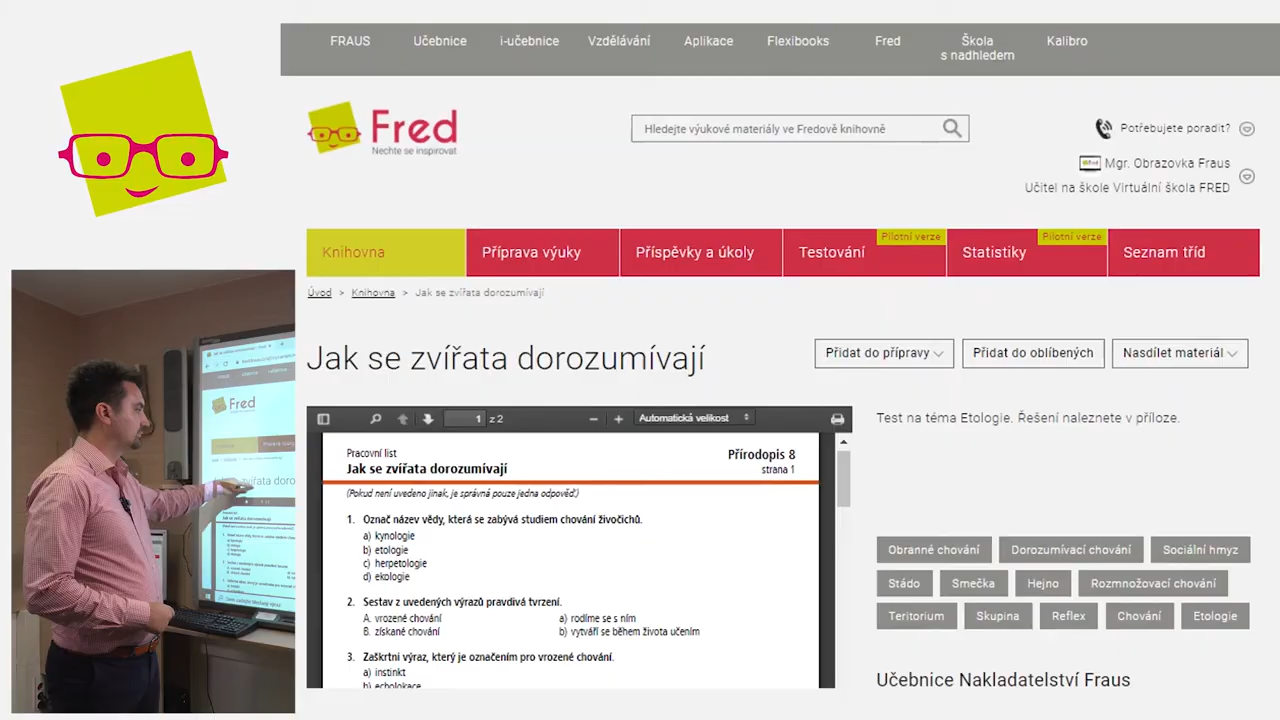 FRAUS
Učebnice
i-učebnice
Vzdělávání
Aplikace
Flexibooks
Fred
Škola
s nadhledem
Kalibro
Fred
Nechte se inspirovat
Hledejte výukové materiály ve Fredově knihovně
Potřebujete poradit?
Mgr. Obrazovka Fraus
Učitel na škole Virtuální škola FRED
Knihovna
Příprava výuky
Příspěvky a úkoly
Testování
Pilotní verze
Statistiky
Pilotní verze
Seznam tříd
Úvod > Knihovna > Jak se zvířata dorozumívají
Jak se zvířata dorozumívají
Přidat do přípravy
Přidat do oblíbených
Nasdílet materiál
1 z 2
Automatická velikost
Pracovní list
Jak se zvířata dorozumívají
Přírodopis 8
strana 1
(Pokud není uvedeno jinak, je správná pouze jedna odpověď.)
1. Označ název vědy, která se zabývá studiem chování živočichů.
a) kynologie
b) etologie
c) herpetologie
d) ekologie
2. Sestav z uvedených výrazů pravdivá tvrzení.
A. vrozené chování a) rodíme se s ním
B. získané chování b) vytváří se během života učením
3. Zaškrtni výraz, který je označením pro vrozené chování.
a) instinkt
b) echolokace
Test na téma Etologie. Řešení naleznete v příloze.
Obranné chování
Dorozumívací chování
Sociální hmyz
Stádo
Smečka
Hejno
Rozmnožovací chování
Teritorium
Skupina
Reflex
Chování
Etologie
Učebnice Nakladatelství Fraus
Fred